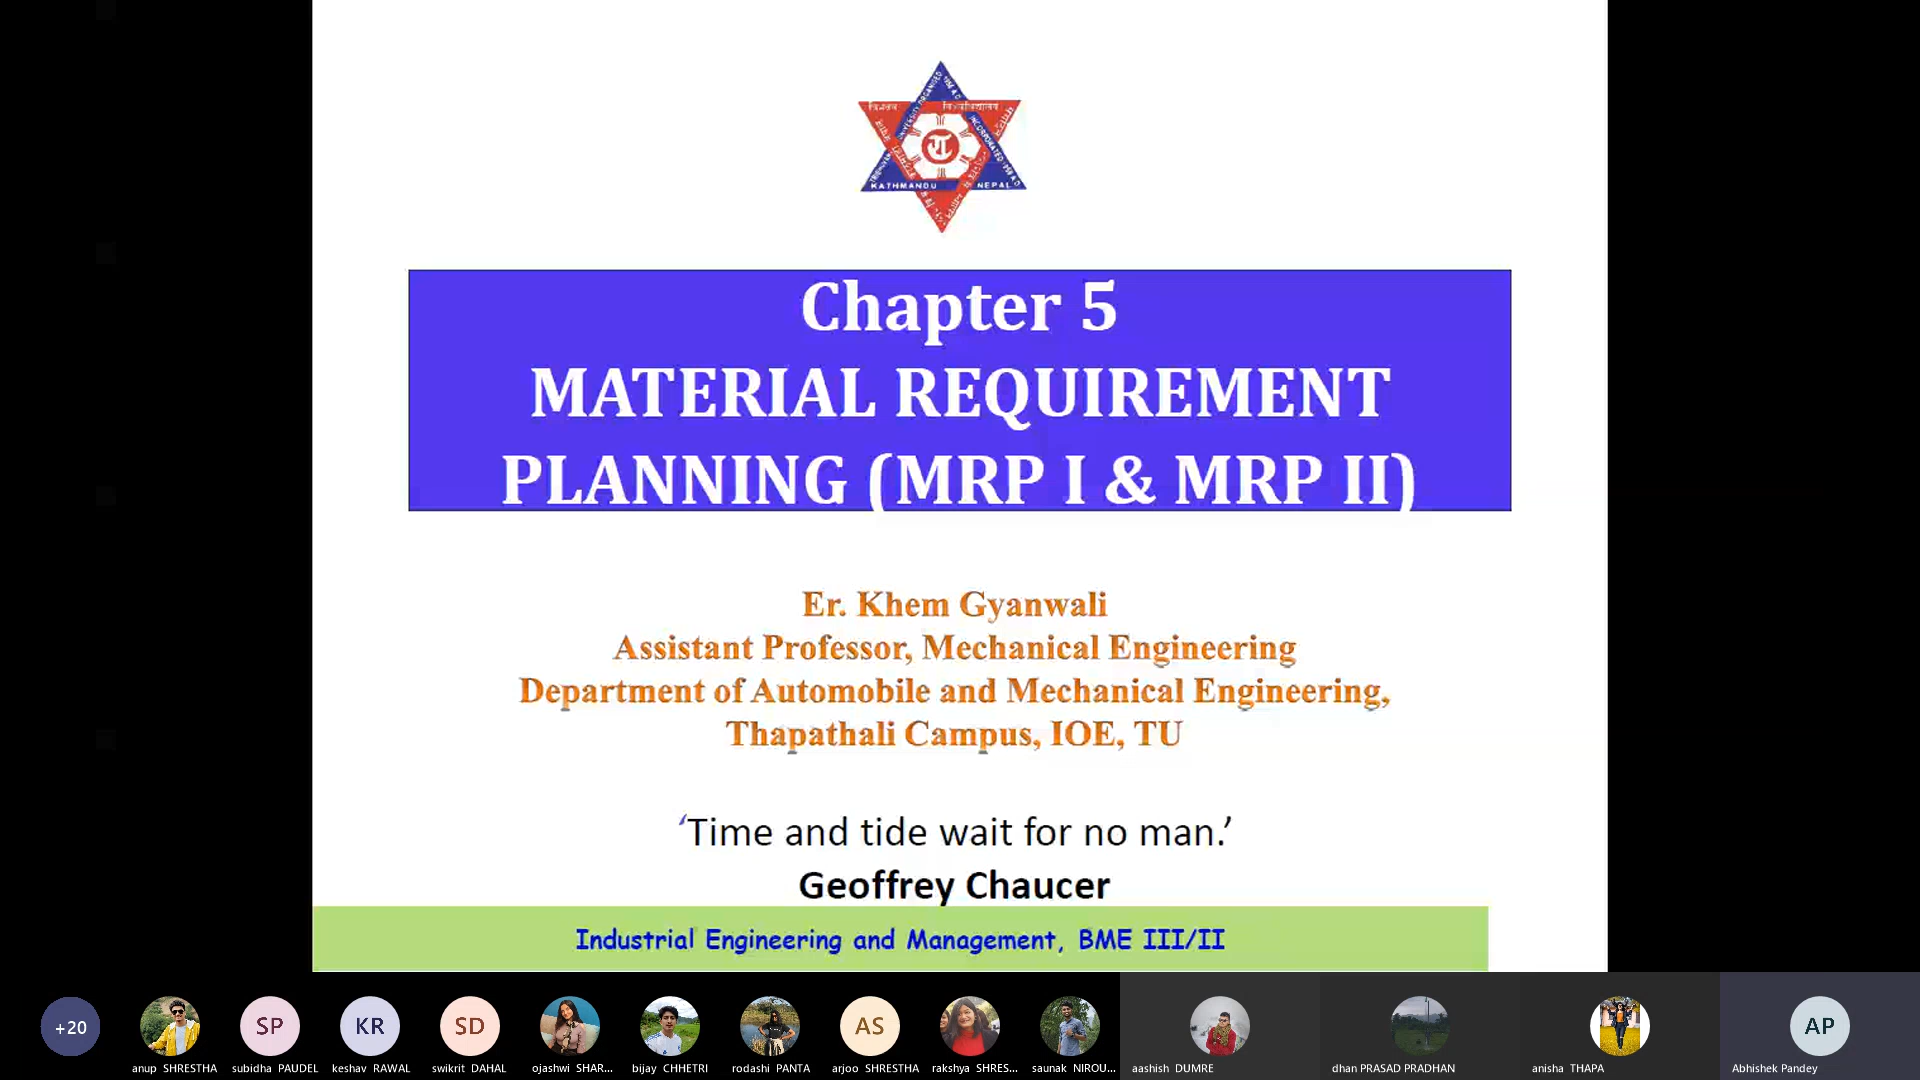 KATHMANDU NEPAL
Chapter 5
MATERIAL REQUIREMENT
PLANNING (MRP I & MRP II)
Er. Khem Gyanwali
Assistant Professor, Mechanical Engineering
Department of Automobile and Mechanical Engineering,
Thapathali Campus, IOE, TU
‘Time and tide wait for no man.’
Geoffrey Chaucer
Industrial Engineering and Management, BME III/II
+20
SP
KR
SD
AS
AP
anup SHRESTHA
subidha PAUDEL
keshav RAWAL
swikrit DAHAL
ojashwi SHAR...
bijay CHHETRI
rodashi PANTA
arjoo SHRESTHA
rakshya SHRES...
saunak NIROU...
aashish DUMRE
dhan PRASAD PRADHAN
anisha THAPA
Abhishek Pandey